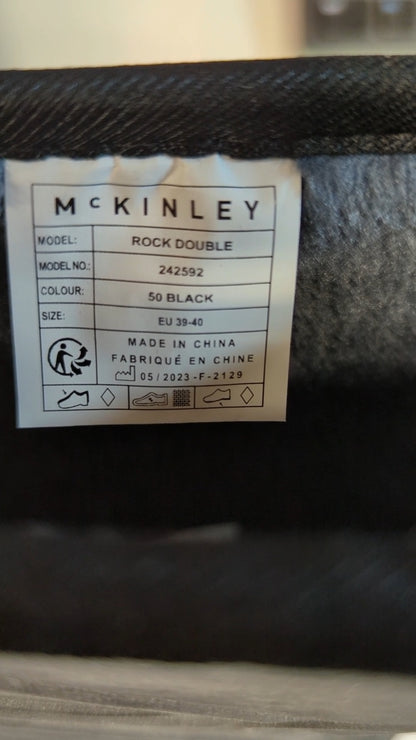 McKINLEY
MODEL: ROCK DOUBLE
MODEL NO.: 242592
COLOUR: 50 BLACK
SIZE: EU 39-40
MADE IN CHINA
FABRIQUÉ EN CHINE
05/2023-F-2129